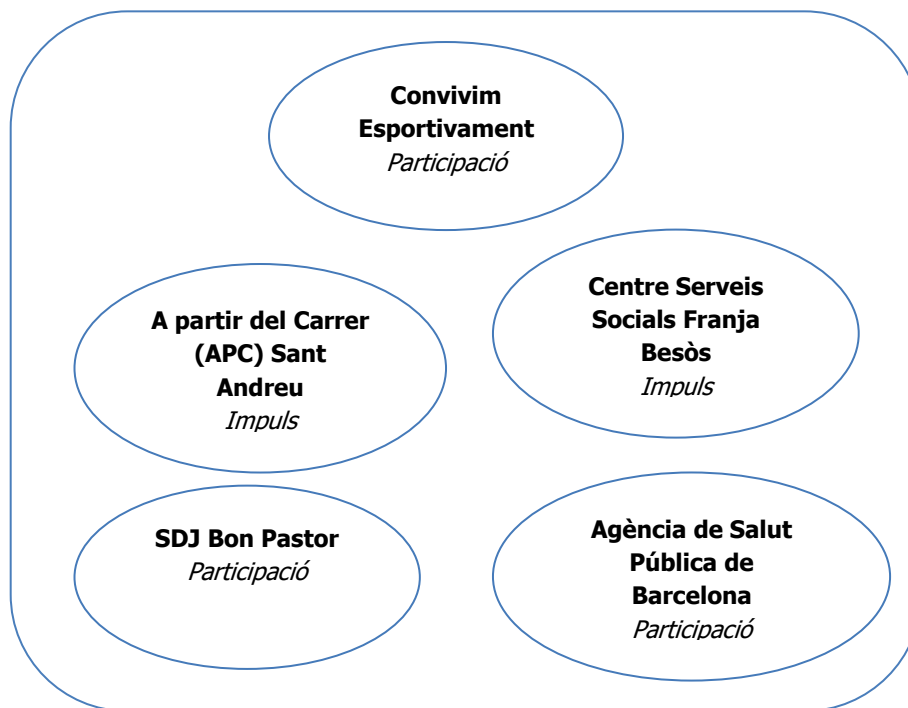 Convivim
Esportivament
Participació
A partir del Carrer
(APC) Sant
Andreu
Impuls
Centre Serveis
Socials Franja
Besòs
Impuls
SDJ Bon Pastor
Participació
Agència de Salut
Pública de
Barcelona
Participació